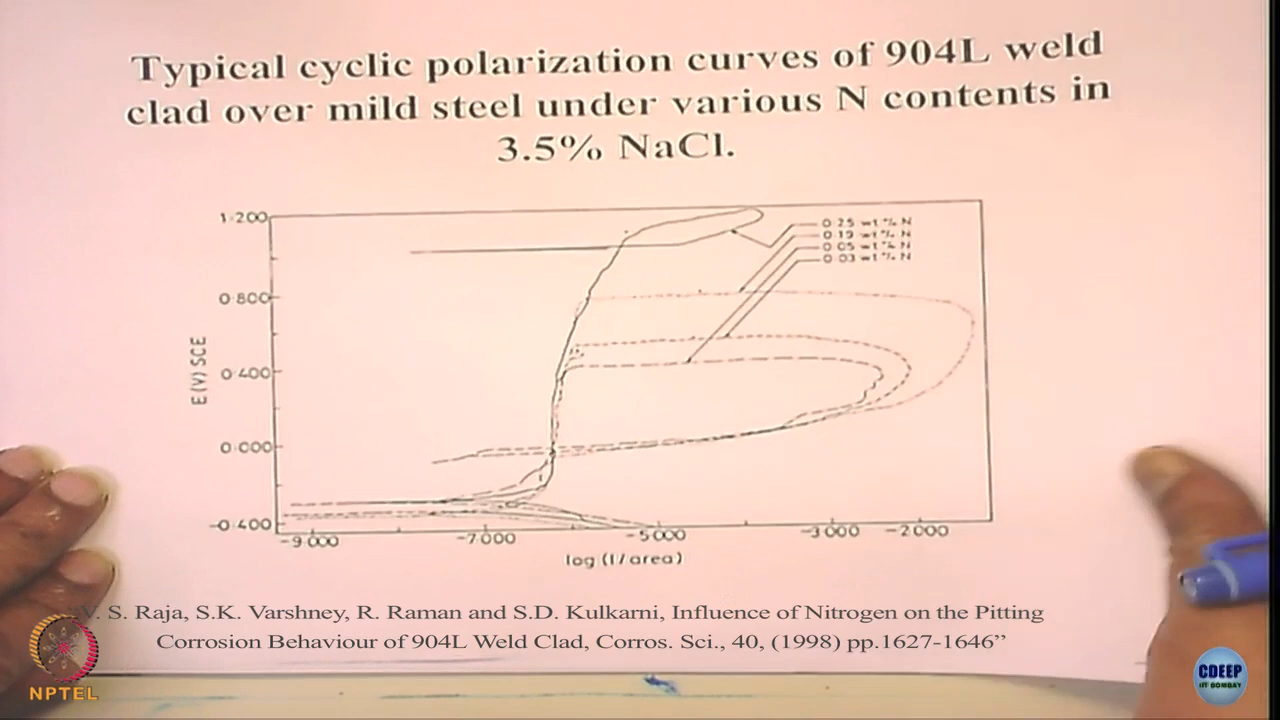 Typical cyclic polarization curves of 904L weld
clad over mild steel under various N contents in
3.5% NaCl.
1·200
0·800
0·400
0·000
-0·400
E(V) SCE
0·25 wt% N
0·19 wt% N
0·05 wt% N
0·03 wt% N
-9·000
-7·000
-5·000
-3·000
-2·000
log (I/area)
“V. S. Raja, S.K. Varshney, R. Raman and S.D. Kulkarni, Influence of Nitrogen on the Pitting
Corrosion Behaviour of 904L Weld Clad, Corros. Sci., 40, (1998) pp.1627-1646”
NPTEL
CDEEP
IIT BOMBAY